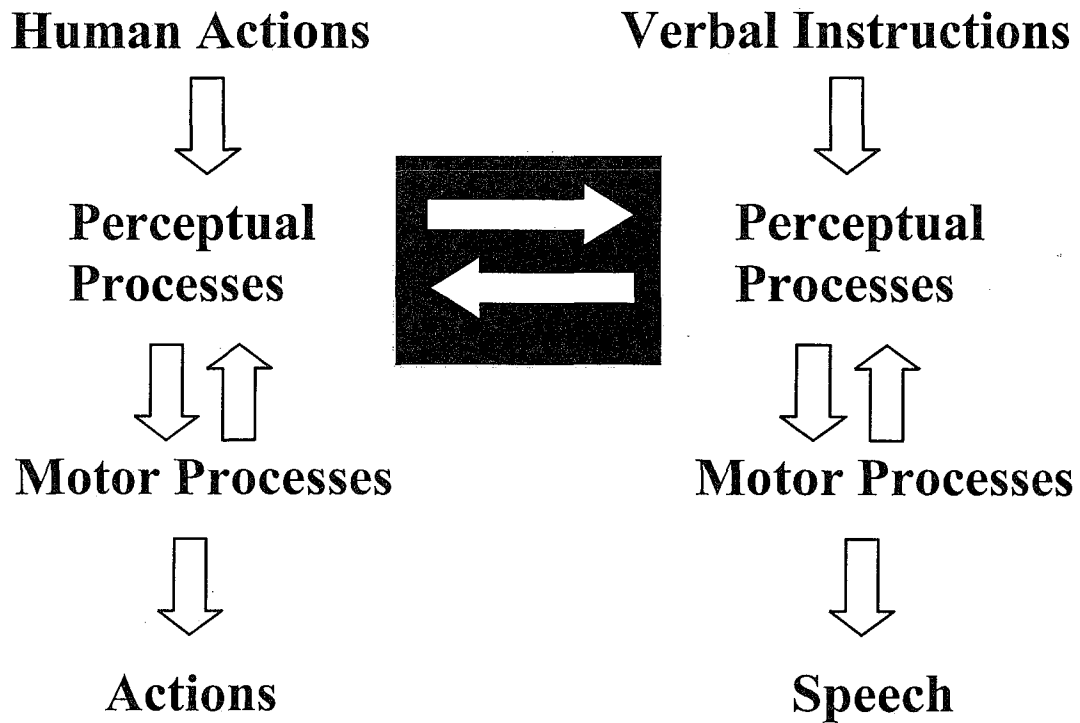 Human Actions
Verbal Instructions
Perceptual
Processes
Perceptual
Processes
Motor Processes
Motor Processes
Actions
Speech